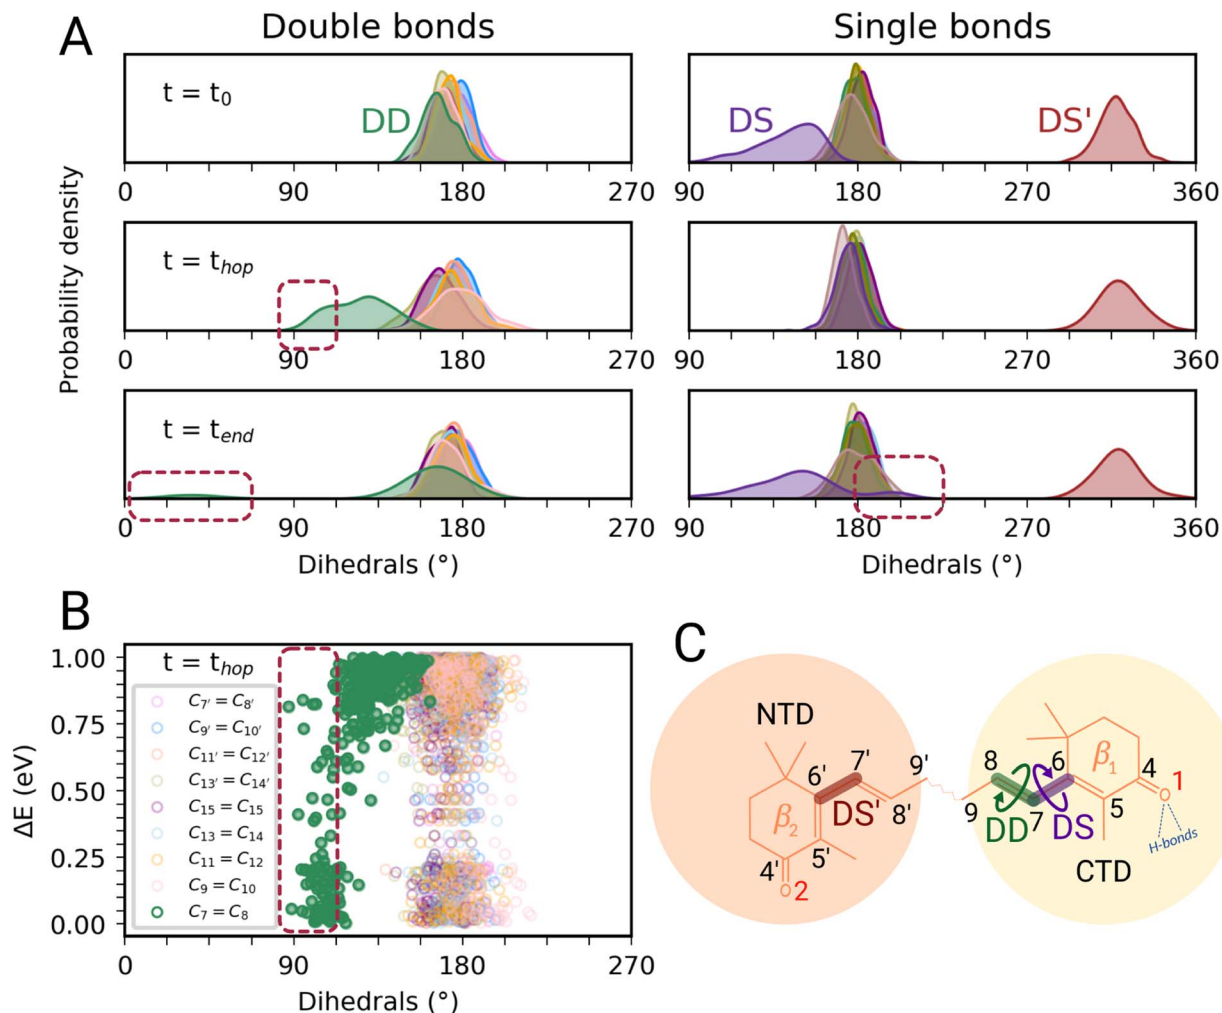 A
Double bonds
Single bonds
t = t0
DD
DS
DS'
0 90 180 270
90 180 270 360
Probability density
t = thop
0 90 180 270
90 180 270 360
t = tend
0 90 180 270
90 180 270 360
Dihedrals (°)
Dihedrals (°)
B
ΔE (eV)
1.00
0.75
0.50
0.25
0.00
t = thop
C7' = C8'
C9' = C10'
C11' = C12'
C13' = C14'
C15 = C15
C13 = C14
C11 = C12
C9 = C10
C7 = C8
0 90 180 270
Dihedrals (°)
C
NTD
6'
7'
9'
8'
DS'
β2
5'
4'
2
8
6
β1
4
1
9
7
5
DD
DS
H-bonds
CTD